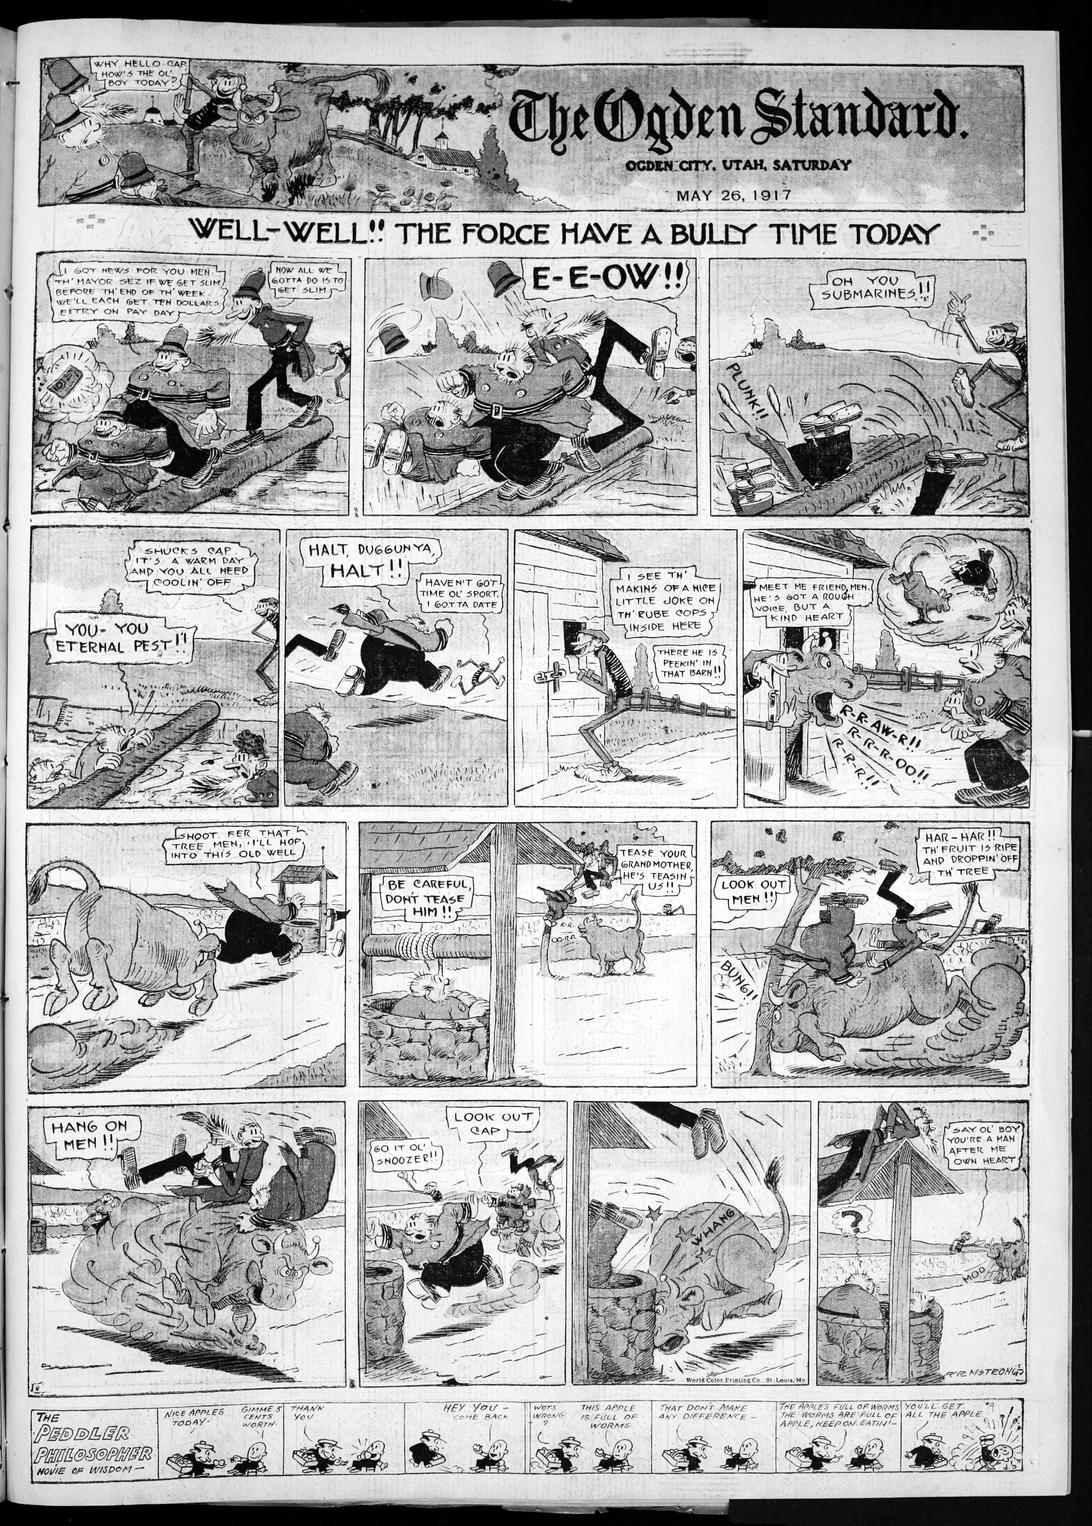 WHY HELLO CAP
HOW'S THE OL'
BOY TODAY?
The Ogden Standard.
OGDEN CITY, UTAH, SATURDAY
MAY 26, 1917
WELL-WELL!! THE FORCE HAVE A BULLY TIME TODAY
I GOT NEWS FOR YOU MEN.
TH' MAYOR SEZ IF WE GET SLIM
BEFORE TH' END OF TH' WEEK
WE'LL EACH GET TEN DOLLARS
EXTRY ON PAY DAY
NOW ALL WE
GOTTA DO IS TO
GET SLIM
E-E-OW!!
OH YOU
SUBMARINES!!
PLUNK!!
SHUCKS CAP
IT'S A WARM DAY
AND YOU ALL NEED
COOLIN' OFF
YOU- YOU
ETERNAL PEST!!
HALT, DUGGUNYA,
HALT!!
HAVEN'T GOT
TIME OL' SPORT.
I GOTTA DATE
I SEE TH'
MAKINS OF A NICE
LITTLE JOKE ON
TH' RUBE COPS
INSIDE HERE
THERE HE IS
PEEKIN' IN
THAT BARN!!
MEET ME FRIEND, MEN.
HE'S GOT A ROUGH
VOICE, BUT A
KIND HEART
R-R-AW-R!!
R-R-R-OO!!
R-R-R!!
SHOOT FER THAT
TREE MEN, I'LL HOP
INTO THIS OLD WELL
BE CAREFUL,
DON'T TEASE
HIM!!
TEASE YOUR
GRANDMOTHER,
HE'S TEASIN'
US!!
LOOK OUT
MEN!!
HAR-HAR!!
TH' FRUIT IS RIPE
AND DROPPIN' OFF
TH' TREE
BUNG!!
HANG ON
MEN!!
GO IT OL'
SNOOZER!!
LOOK OUT
CAP
WHANG
World Color Printing Co., St. Louis, Mo.
?
SAY OL' BOY
YOU'RE A MAN
AFTER ME
OWN HEART
MOO
ARMSTRONG
THE
PEDDLER
PHILOSOPHER
MOVIE OF WISDOM—
NICE APPLES
TODAY-
GIMME 5
CENTS
WORTH-
THANK
YOU
HEY YOU -
COME BACK
WOTS
WRONG
THIS APPLE
IS FULL OF
WORMS
THAT DON'T MAKE
ANY DIFFERENCE-
THE APPLES FULL OF WORMS
THE WORMS ARE FULL OF
APPLE, KEEP ON EATIN'-
YOU'LL GET
ALL THE APPLE